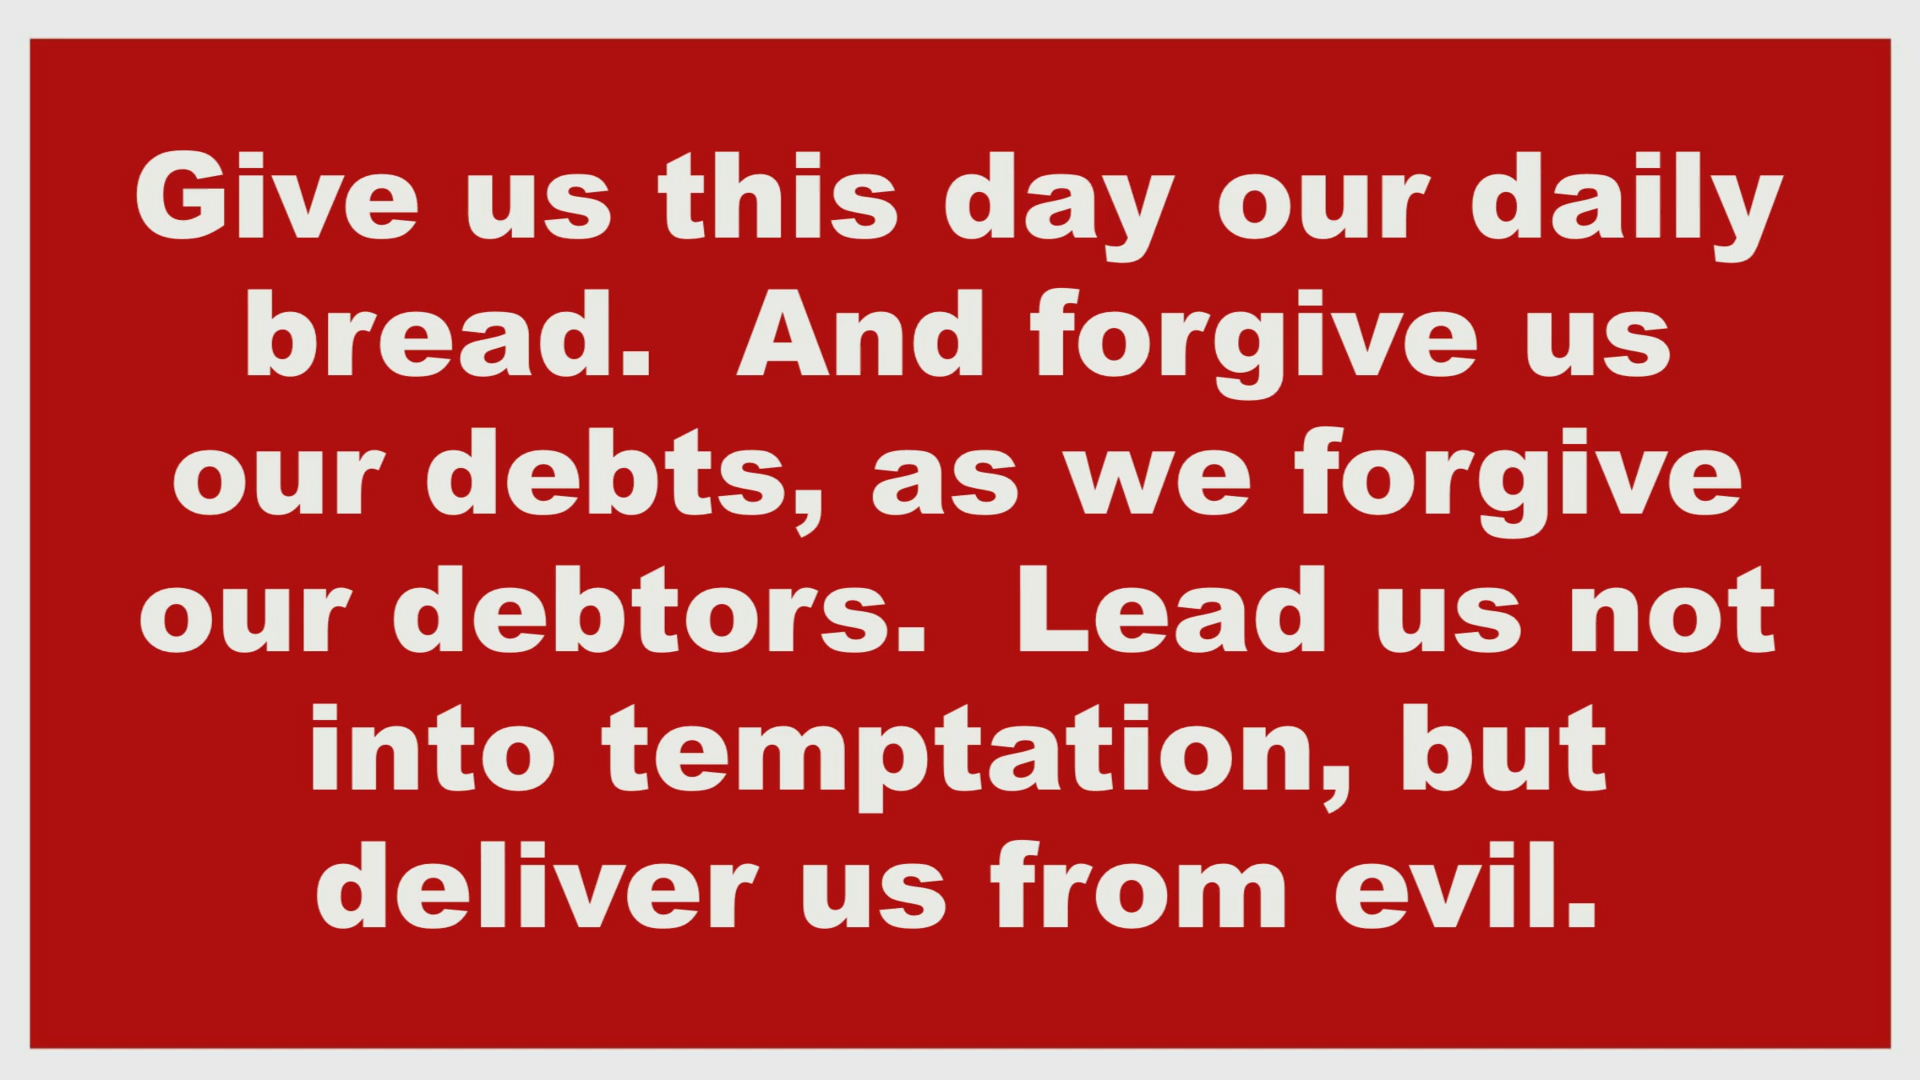 Give us this day our daily
bread.  And forgive us
our debts, as we forgive
our debtors.  Lead us not
into temptation, but
deliver us from evil.